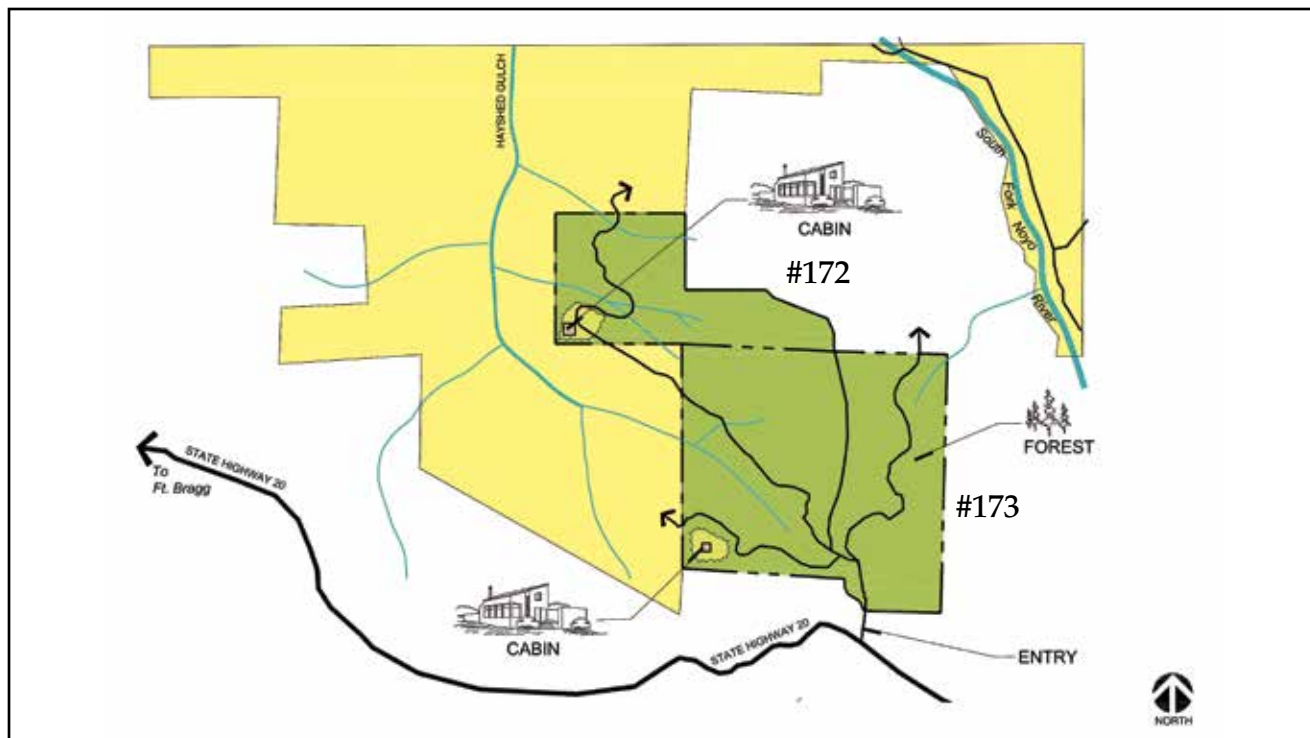 HAYSHED GULCH
South Fork Noyo River
CABIN
#172
FOREST
STATE HIGHWAY 20
To
Ft. Bragg
#173
CABIN
STATE HIGHWAY 20
ENTRY
NORTH